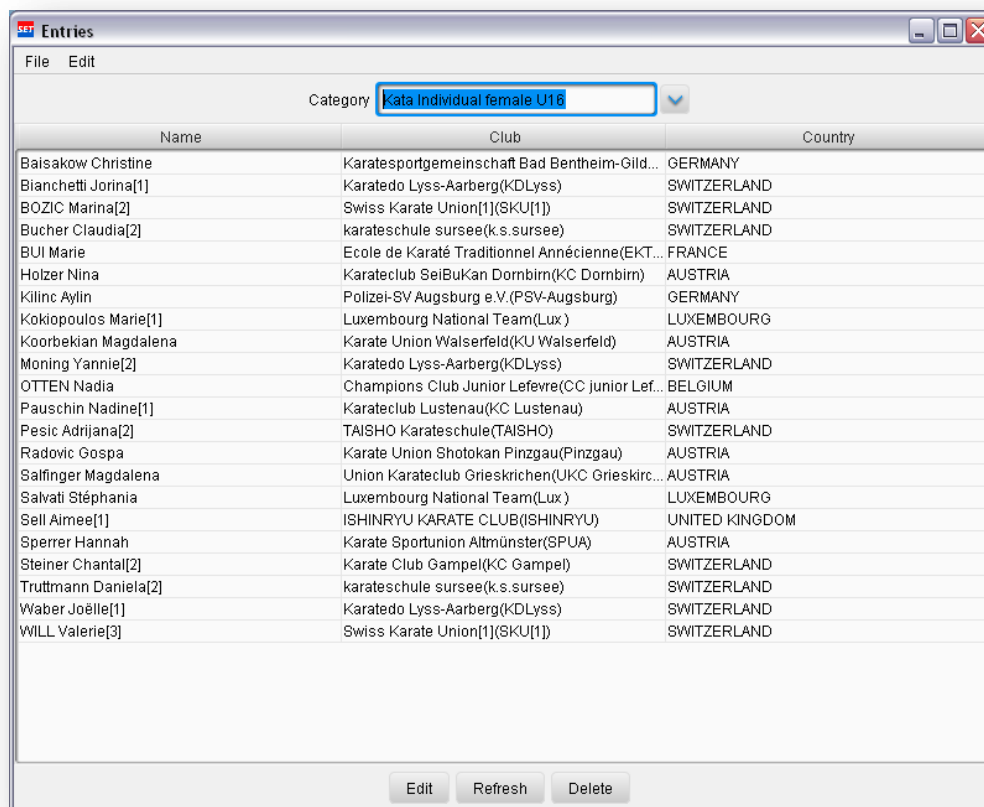 SET Entries
File Edit
Category Kata Individual female U16
Name Club Country
Baisakow Christine Karatesportgemeinschaft Bad Bentheim-Gild... GERMANY
Bianchetti Jorina[1] Karatedo Lyss-Aarberg(KDLyss) SWITZERLAND
BOZIC Marina[2] Swiss Karate Union[1](SKU[1]) SWITZERLAND
Bucher Claudia[2] karateschule sursee(k.s.sursee) SWITZERLAND
BUI Marie Ecole de Karaté Traditionnel Annécienne(EKT... FRANCE
Holzer Nina Karateclub SeiBuKan Dornbirn(KC Dornbirn) AUSTRIA
Kilinc Aylin Polizei-SV Augsburg e.V.(PSV-Augsburg) GERMANY
Kokiopoulos Marie[1] Luxembourg National Team(Lux ) LUXEMBOURG
Koorbekian Magdalena Karate Union Walserfeld(KU Walserfeld) AUSTRIA
Moning Yannie[2] Karatedo Lyss-Aarberg(KDLyss) SWITZERLAND
OTTEN Nadia Champions Club Junior Lefevre(CC junior Lef... BELGIUM
Pauschin Nadine[1] Karateclub Lustenau(KC Lustenau) AUSTRIA
Pesic Adrijana[2] TAISHO Karateschule(TAISHO) SWITZERLAND
Radovic Gospa Karate Union Shotokan Pinzgau(Pinzgau) AUSTRIA
Salfinger Magdalena Union Karateclub Grieskrichen(UKC Grieskirc... AUSTRIA
Salvati Stéphania Luxembourg National Team(Lux ) LUXEMBOURG
Sell Aimee[1] ISHINRYU KARATE CLUB(ISHINRYU) UNITED KINGDOM
Sperrer Hannah Karate Sportunion Altmünster(SPUA) AUSTRIA
Steiner Chantal[2] Karate Club Gampel(KC Gampel) SWITZERLAND
Truttmann Daniela[2] karateschule sursee(k.s.sursee) SWITZERLAND
Waber Joëlle[1] Karatedo Lyss-Aarberg(KDLyss) SWITZERLAND
WILL Valerie[3] Swiss Karate Union[1](SKU[1]) SWITZERLAND
Edit Refresh Delete